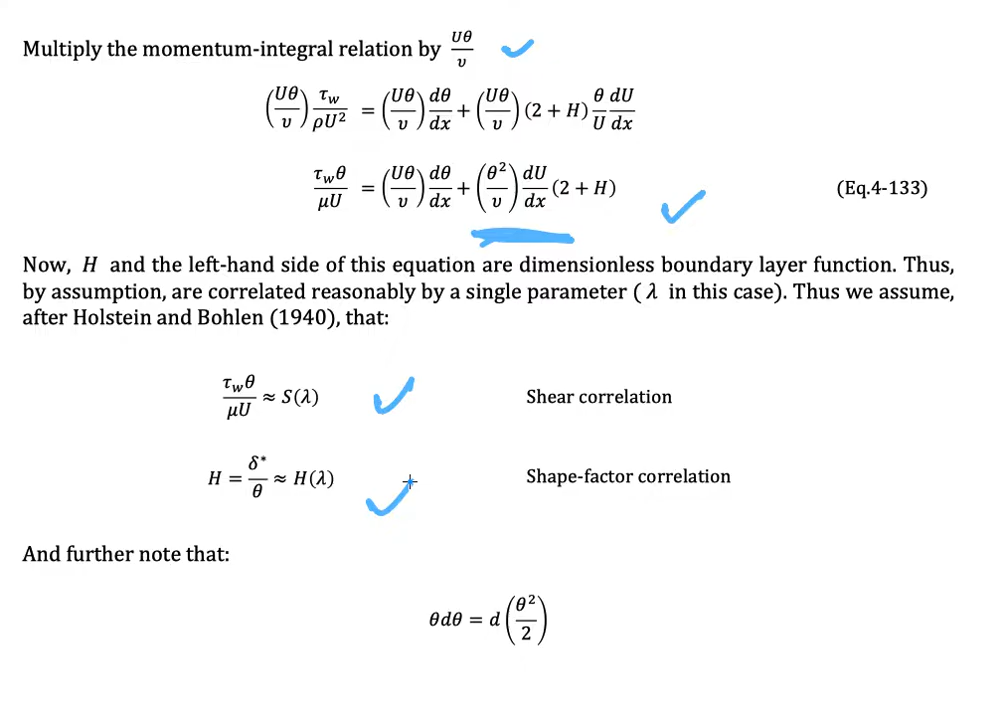 Multiply the momentum-integral relation by Uθ/υ
(Uθ/υ) τw/ρU² = (Uθ/υ) dθ/dx + (Uθ/υ) (2 + H) θ/U dU/dx
τwθ/μU = (Uθ/υ) dθ/dx + (θ²/υ) dU/dx (2 + H) (Eq.4-133)
Now, H and the left-hand side of this equation are dimensionless boundary layer function. Thus,
by assumption, are correlated reasonably by a single parameter ( λ in this case). Thus we assume,
after Holstein and Bohlen (1940), that:
τwθ/μU ≈ S(λ) Shear correlation
H = δ*/θ ≈ H(λ) Shape-factor correlation
And further note that:
θdθ = d(θ²/2)